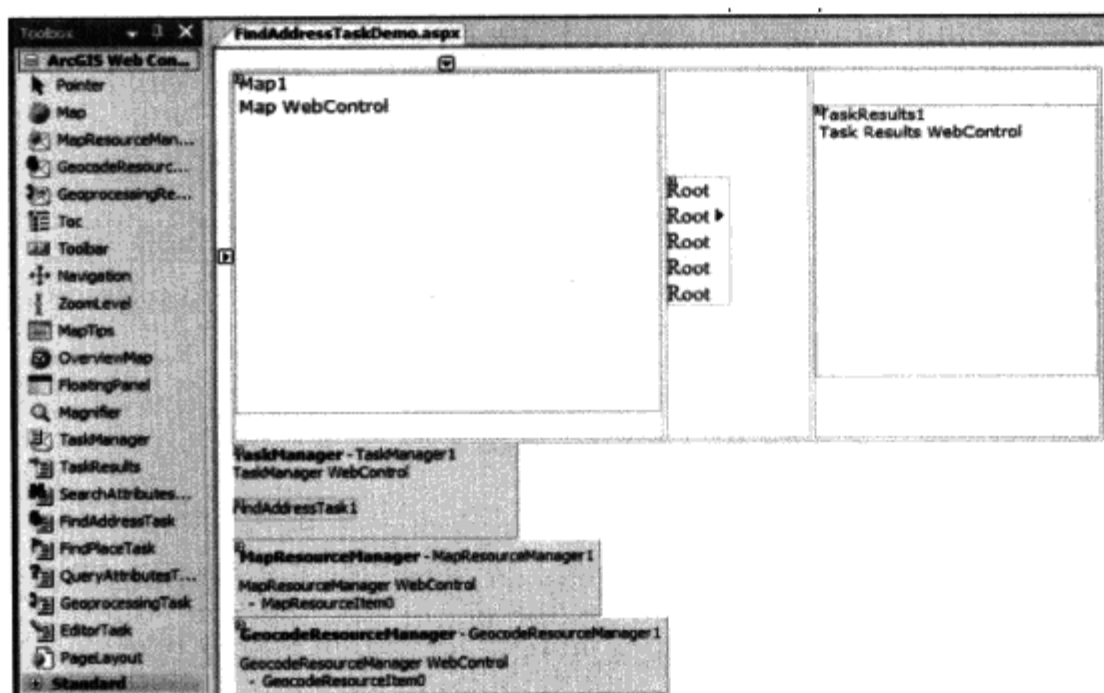 Toolbox
ArcGIS Web Con...
Pointer
Map
MapResourceMan...
GeocodeResourc...
GeoprocessingRe...
Toc
Toolbar
Navigation
ZoomLevel
MapTips
OverviewMap
FloatingPanel
Magnifier
TaskManager
TaskResults
SearchAttributes...
FindAddressTask
FindPlaceTask
QueryAttributesT...
GeoprocessingTask
EditorTask
PageLayout
Standard
FindAddressTaskDemo.aspx
Map1
Map WebControl
Root
Root
Root
Root
Root
TaskResults1
Task Results WebControl
TaskManager - TaskManager1
TaskManager WebControl
FindAddressTask1
MapResourceManager - MapResourceManager1
MapResourceManager WebControl
- MapResourceItem0
GeocodeResourceManager - GeocodeResourceManager1
GeocodeResourceManager WebControl
- GeocodeResourceItem0